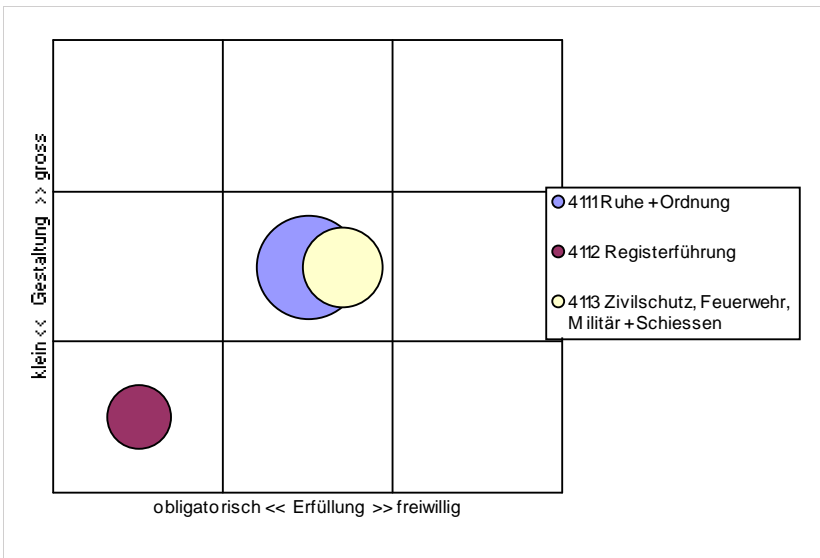 klein << Gestaltung >> gross
4111 Ruhe + Ordnung
4112 Registerführung
4113 Zivilschutz, Feuerwehr,
Militär + Schiessen
obligatorisch << Erfüllung >> freiwillig